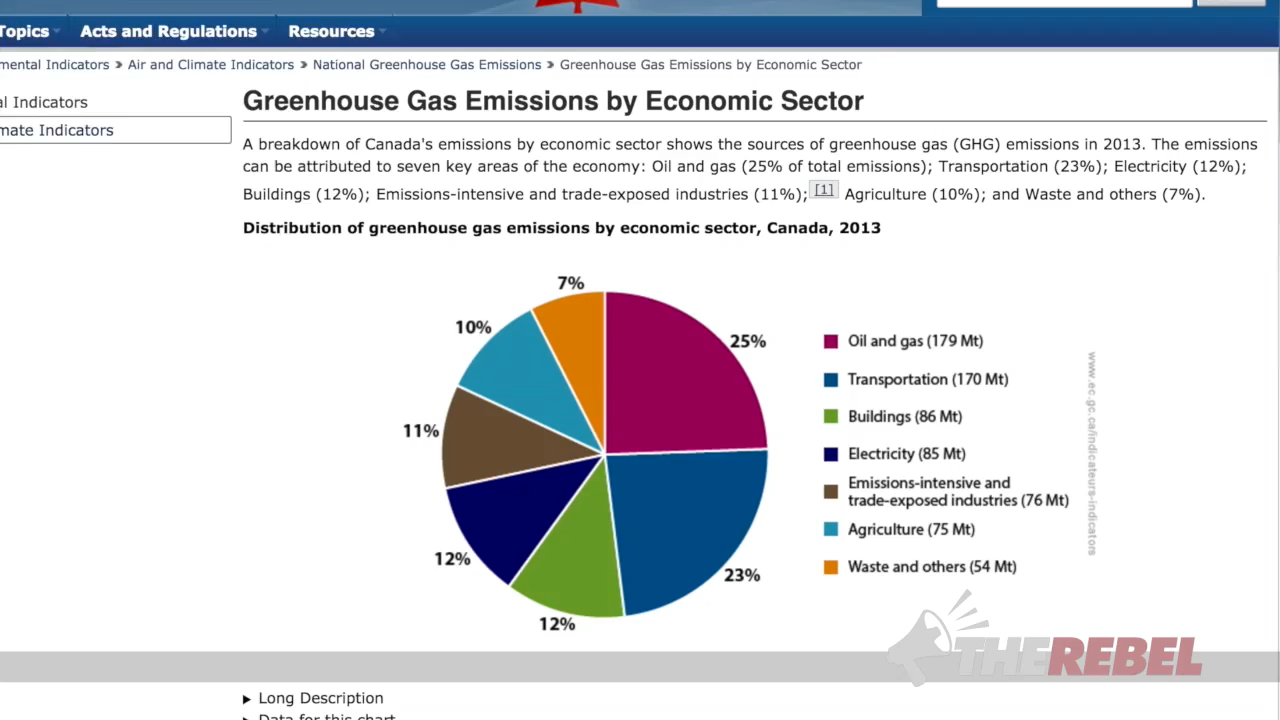 Topics Acts and Regulations Resources
mental Indicators » Air and Climate Indicators » National Greenhouse Gas Emissions » Greenhouse Gas Emissions by Economic Sector
al Indicators
mate Indicators
Greenhouse Gas Emissions by Economic Sector
A breakdown of Canada's emissions by economic sector shows the sources of greenhouse gas (GHG) emissions in 2013. The emissions
can be attributed to seven key areas of the economy: Oil and gas (25% of total emissions); Transportation (23%); Electricity (12%);
Buildings (12%); Emissions-intensive and trade-exposed industries (11%);[1] Agriculture (10%); and Waste and others (7%).
Distribution of greenhouse gas emissions by economic sector, Canada, 2013
7%
10%
25%
11%
12%
23%
12%
Oil and gas (179 Mt)
Transportation (170 Mt)
Buildings (86 Mt)
Electricity (85 Mt)
Emissions-intensive and
trade-exposed industries (76 Mt)
Agriculture (75 Mt)
Waste and others (54 Mt)
www.ec.gc.ca/indicateurs-indicators
THEREBEL
Long Description
Data for this chart